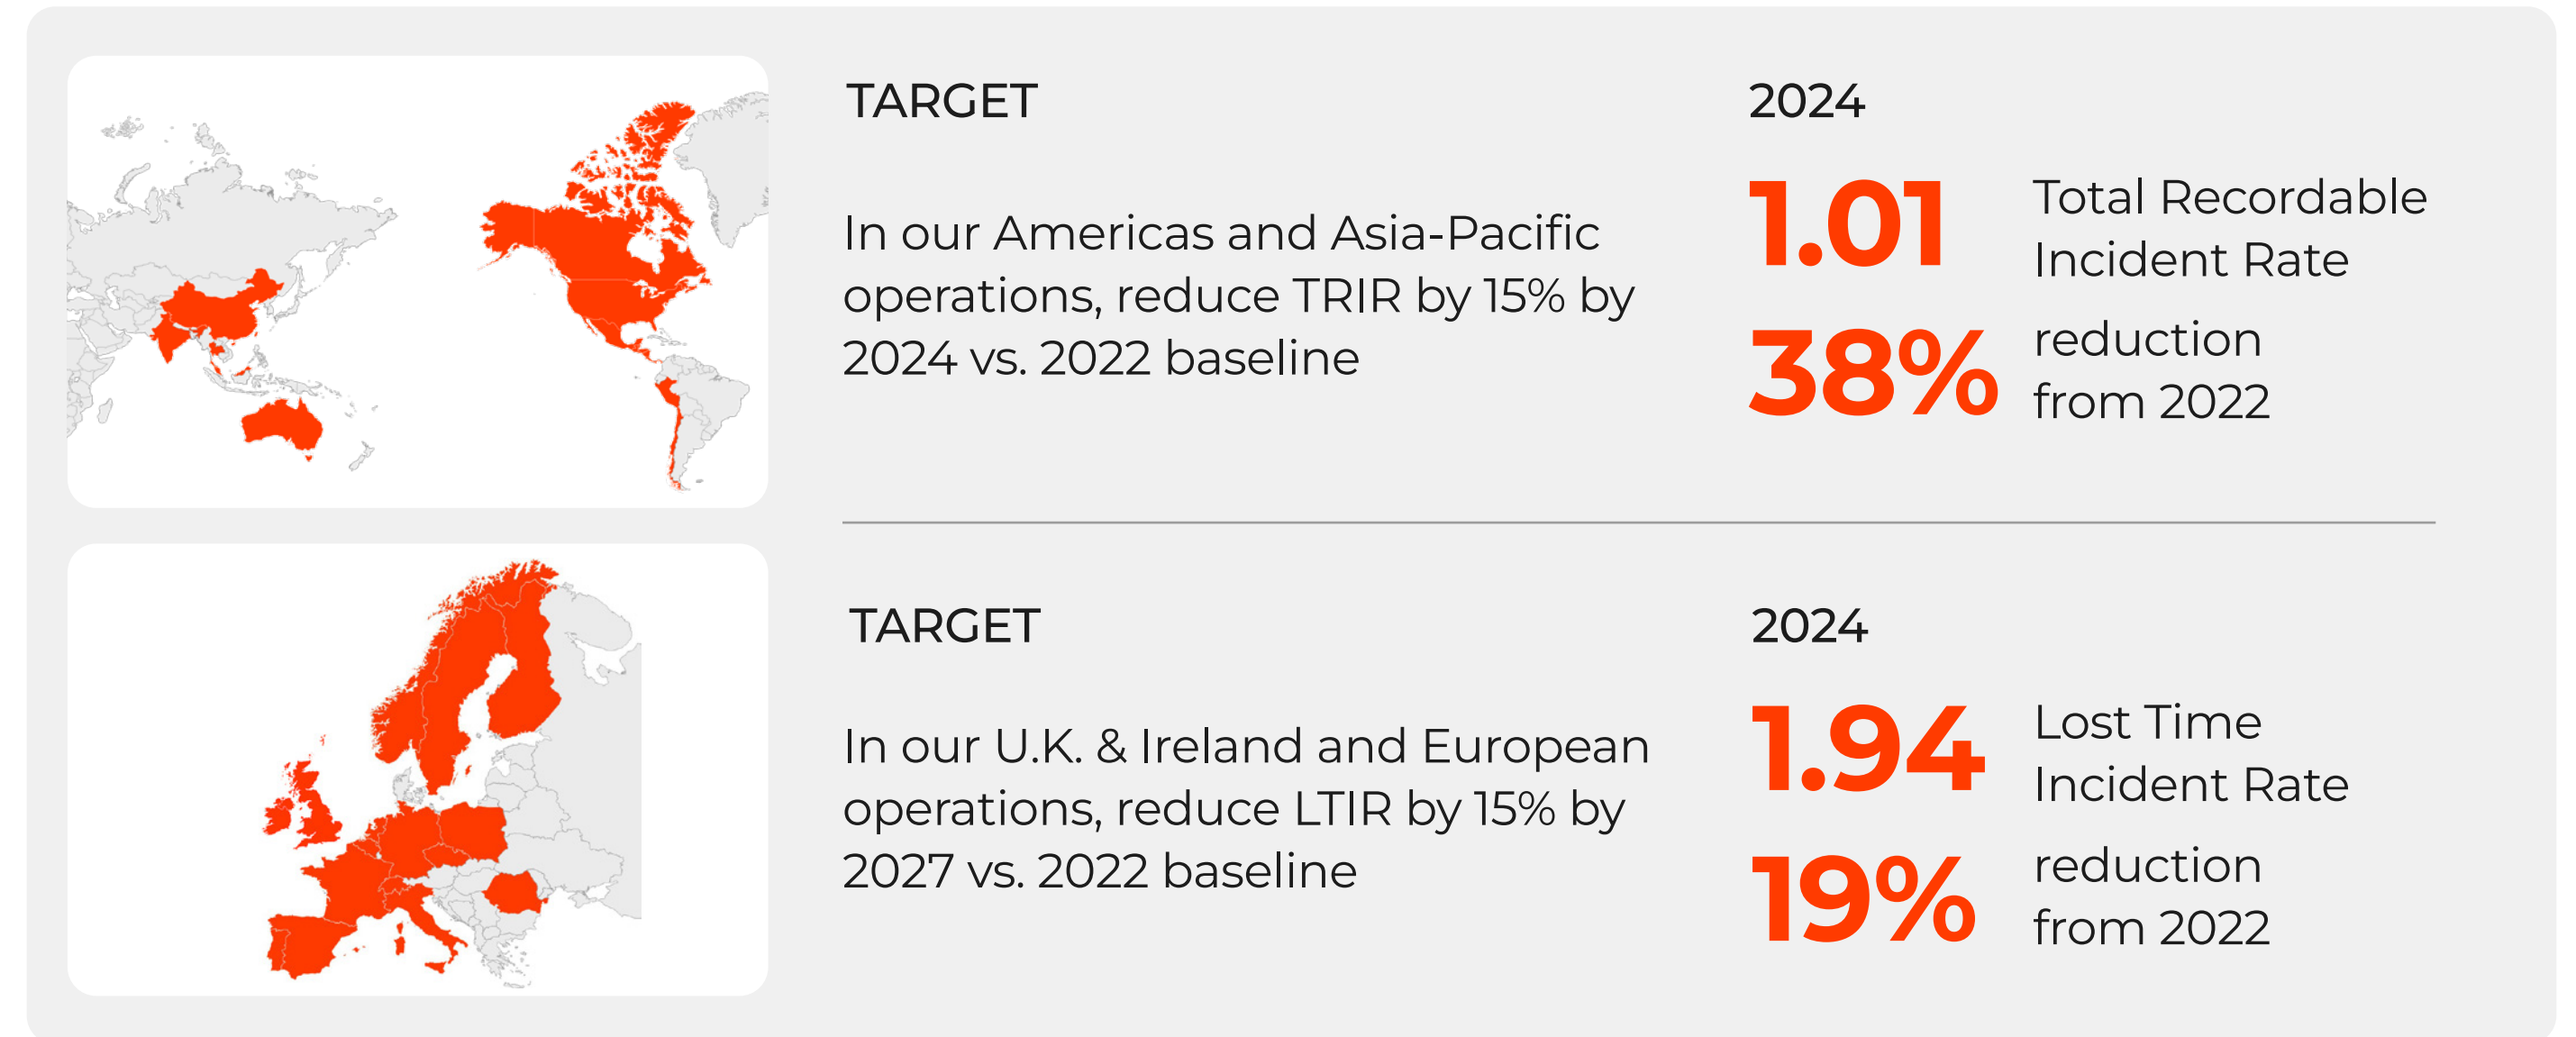 TARGET
In our Americas and Asia-Pacific
operations, reduce TRIR by 15% by
2024 vs. 2022 baseline
2024
1.01
Total Recordable
Incident Rate
38%
reduction
from 2022
TARGET
In our U.K. & Ireland and European
operations, reduce LTIR by 15% by
2027 vs. 2022 baseline
2024
1.94
Lost Time
Incident Rate
19%
reduction
from 2022